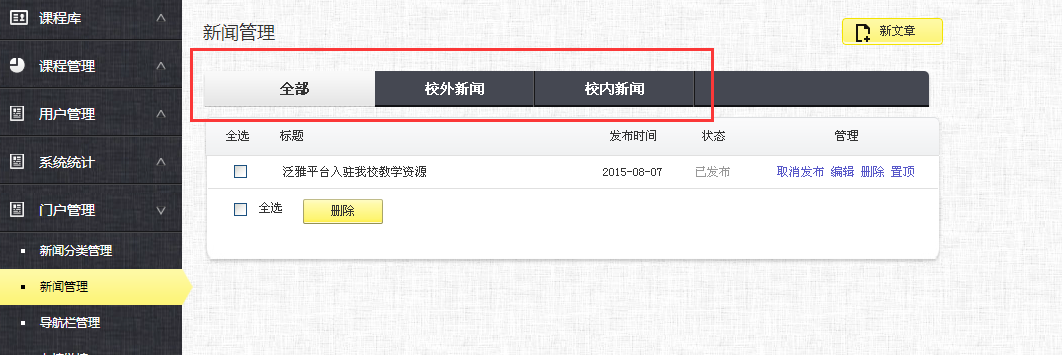 课程库
课程管理
用户管理
系统统计
门户管理
新闻分类管理
新闻管理
导航栏管理
新闻管理
新文章
全部 校外新闻 校内新闻
全选 标题 发布时间 状态 管理
泛雅平台入驻我校教学资源 2015-08-07 已发布 取消发布 编辑 删除 置顶
全选 删除